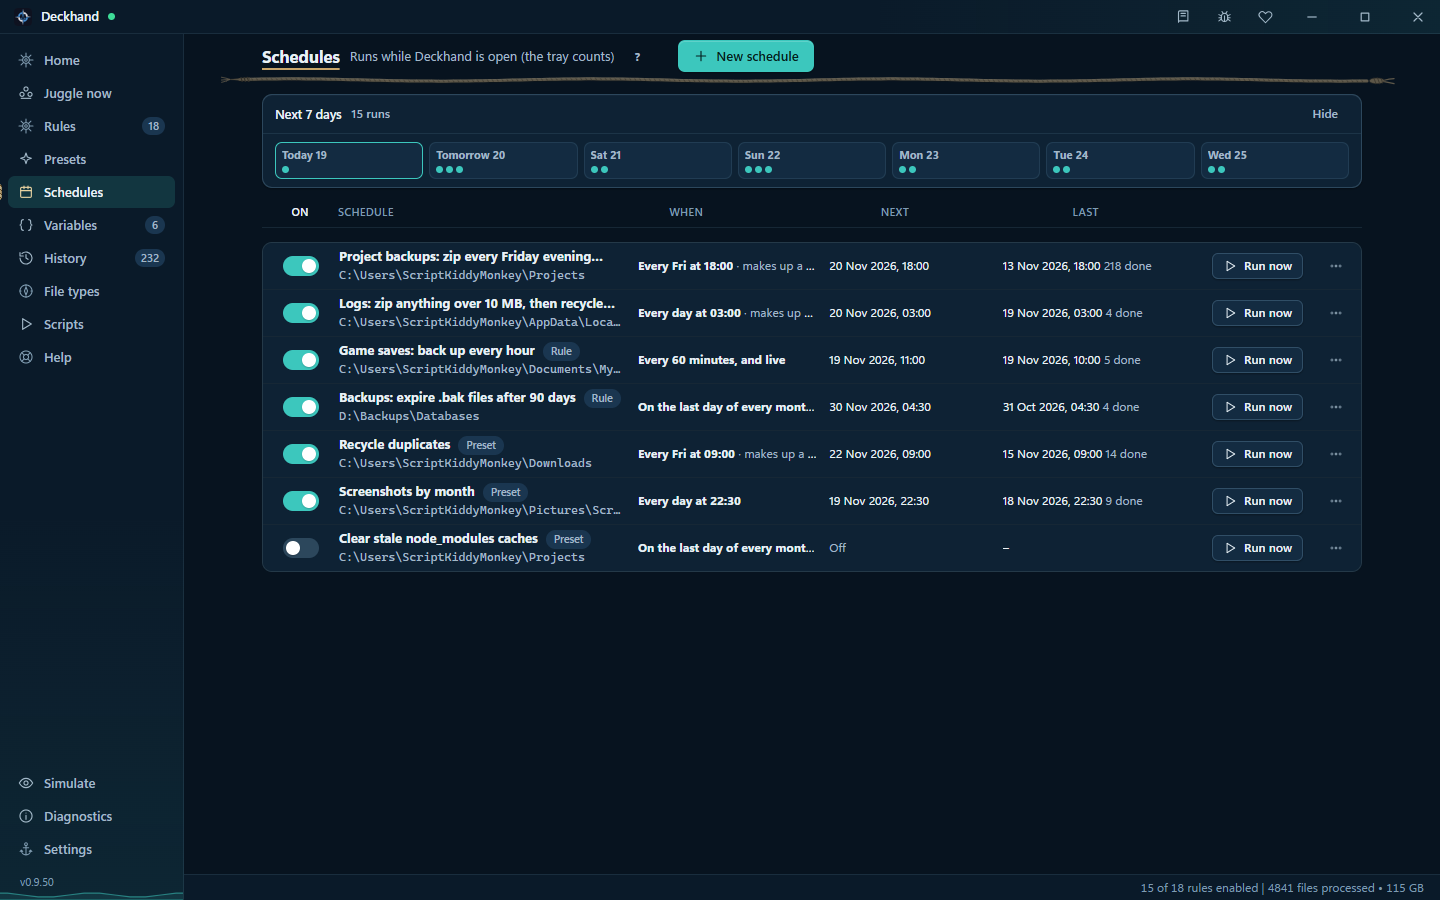 Deckhand
Home
Juggle now
Rules 18
Presets
Schedules
Variables 6
History 232
File types
Scripts
Help
Simulate
Diagnostics
Settings
v0.9.50
Schedules Runs while Deckhand is open (the tray counts) ? + New schedule
Next 7 days 15 runs Hide
Today 19 Tomorrow 20 Sat 21 Sun 22 Mon 23 Tue 24 Wed 25
ON SCHEDULE WHEN NEXT LAST
Project backups: zip every Friday evening...
C:\Users\ScriptKiddyMonkey\Projects
Every Fri at 18:00 · makes up a ... 20 Nov 2026, 18:00 13 Nov 2026, 18:00 218 done Run now
Logs: zip anything over 10 MB, then recycle...
C:\Users\ScriptKiddyMonkey\AppData\Loca...
Every day at 03:00 · makes up ... 20 Nov 2026, 03:00 19 Nov 2026, 03:00 4 done Run now
Game saves: back up every hour Rule
C:\Users\ScriptKiddyMonkey\Documents\My...
Every 60 minutes, and live 19 Nov 2026, 11:00 19 Nov 2026, 10:00 5 done Run now
Backups: expire .bak files after 90 days Rule
D:\Backups\Databases
On the last day of every mont... 30 Nov 2026, 04:30 31 Oct 2026, 04:30 4 done Run now
Recycle duplicates Preset
C:\Users\ScriptKiddyMonkey\Downloads
Every Fri at 09:00 · makes up a ... 22 Nov 2026, 09:00 15 Nov 2026, 09:00 14 done Run now
Screenshots by month Preset
C:\Users\ScriptKiddyMonkey\Pictures\Scr...
Every day at 22:30 19 Nov 2026, 22:30 18 Nov 2026, 22:30 9 done Run now
Clear stale node_modules caches Preset
C:\Users\ScriptKiddyMonkey\Projects
On the last day of every mont... Off – Run now
15 of 18 rules enabled | 4841 files processed • 115 GB